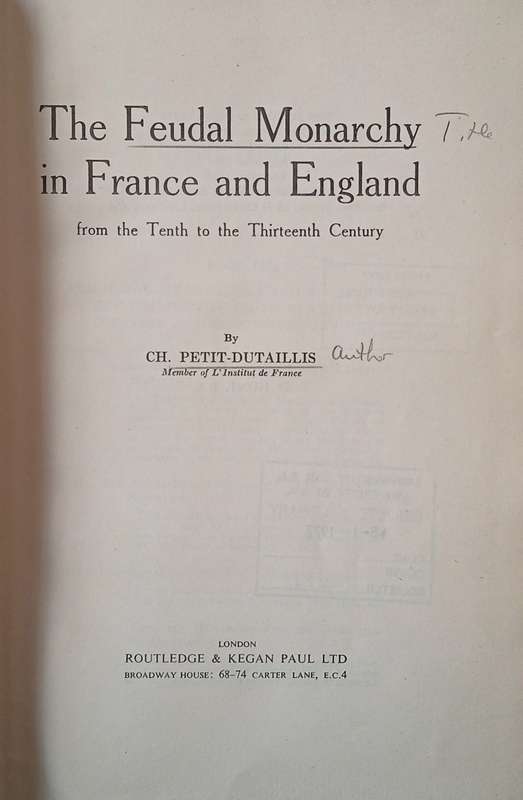 The Feudal Monarchy Title
in France and England
from the Tenth to the Thirteenth Century
By
CH. PETIT-DUTAILLIS author
Member of L'Institut de France
LONDON
ROUTLEDGE & KEGAN PAUL LTD
BROADWAY HOUSE: 68-74 CARTER LANE, E.C.4